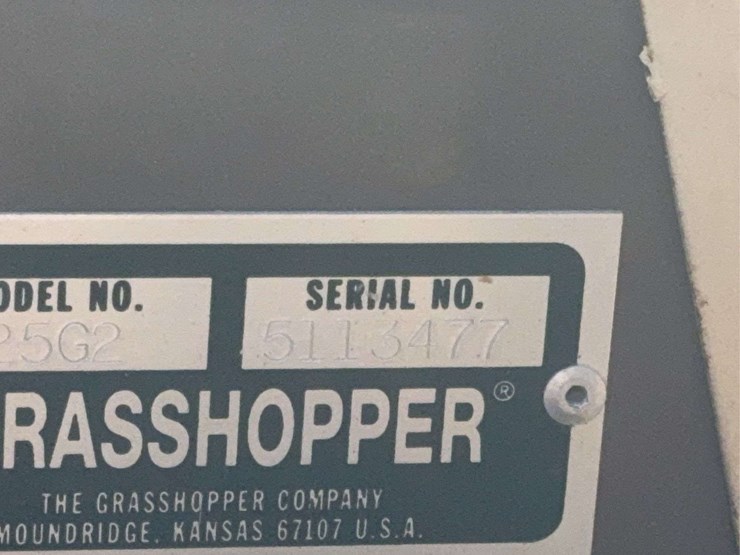 ODEL NO. SERIAL NO.
25G2 5113477
RASSHOPPER®
THE GRASSHOPPER COMPANY
MOUNDRIDGE, KANSAS 67107 U.S.A.